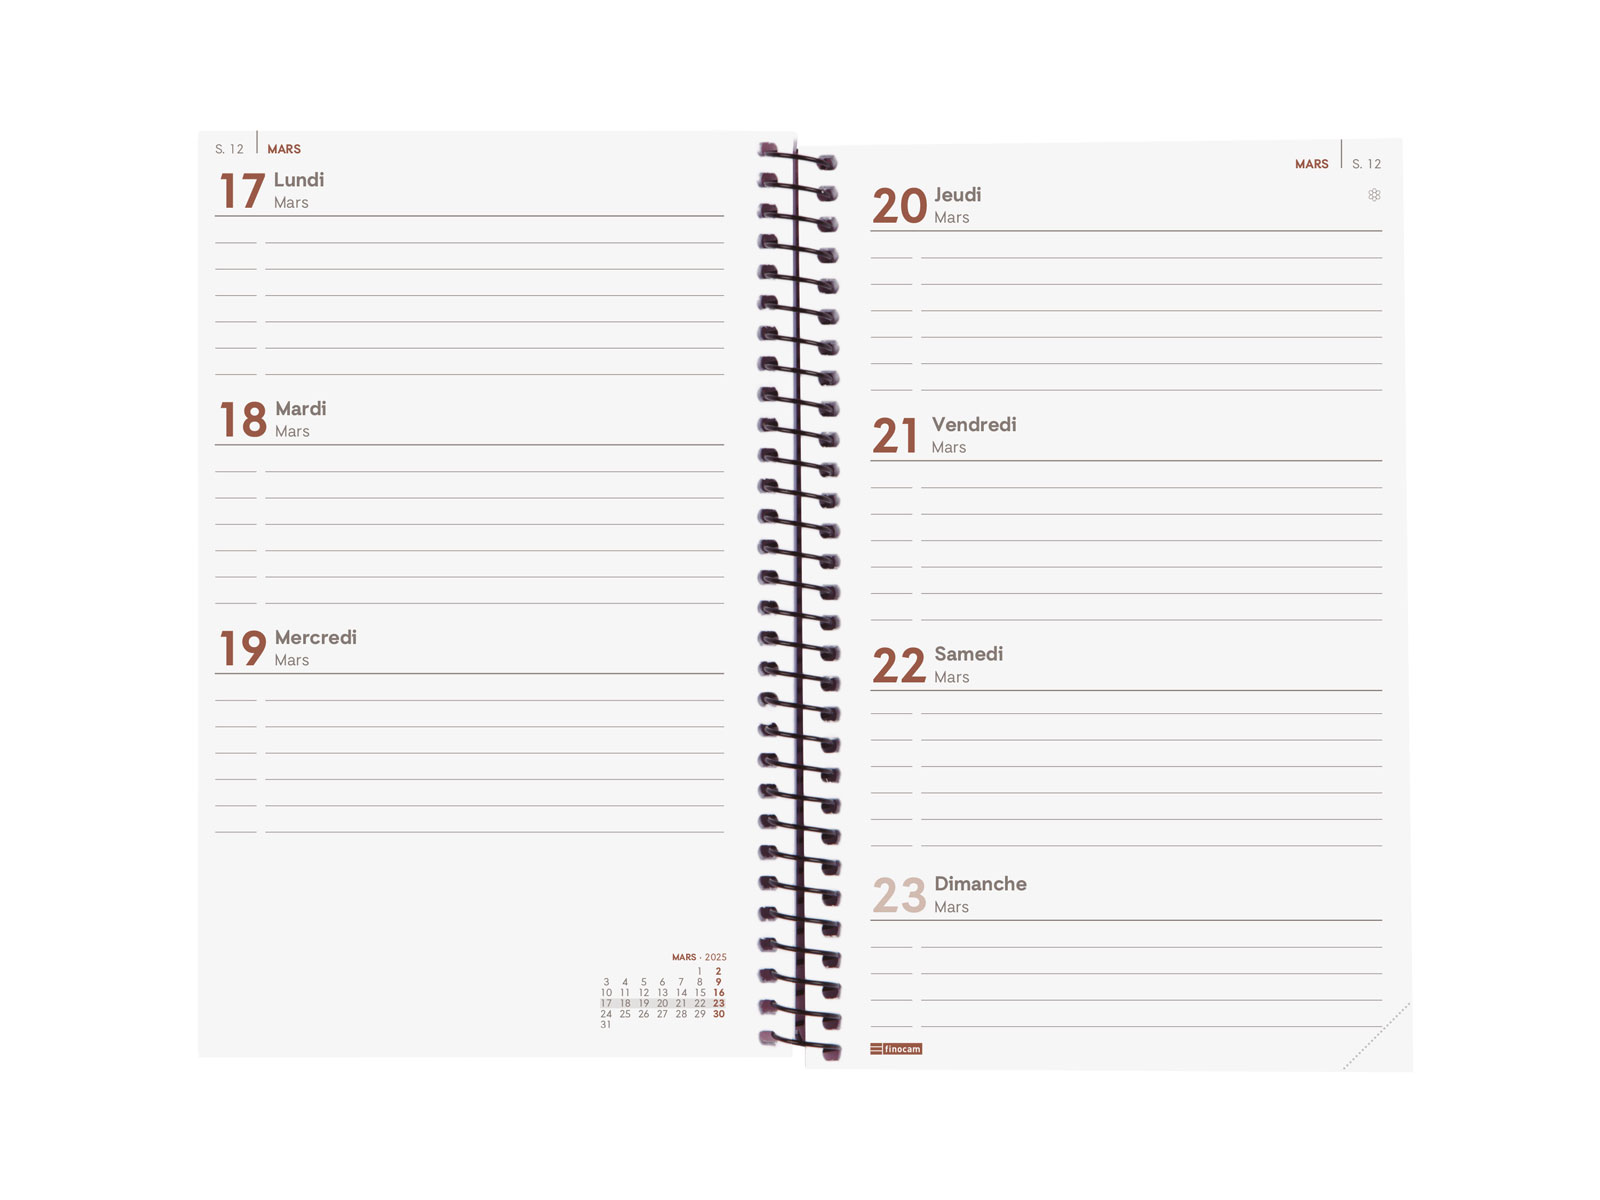 S. 12 MARS
17 Lundi
Mars
18 Mardi
Mars
19 Mercredi
Mars
MARS · 2025
1 2
3 4 5 6 7 8 9
10 11 12 13 14 15 16
17 18 19 20 21 22 23
24 25 26 27 28 29 30
31
MARS S. 12
20 Jeudi
Mars
21 Vendredi
Mars
22 Samedi
Mars
23 Dimanche
Mars
finocam